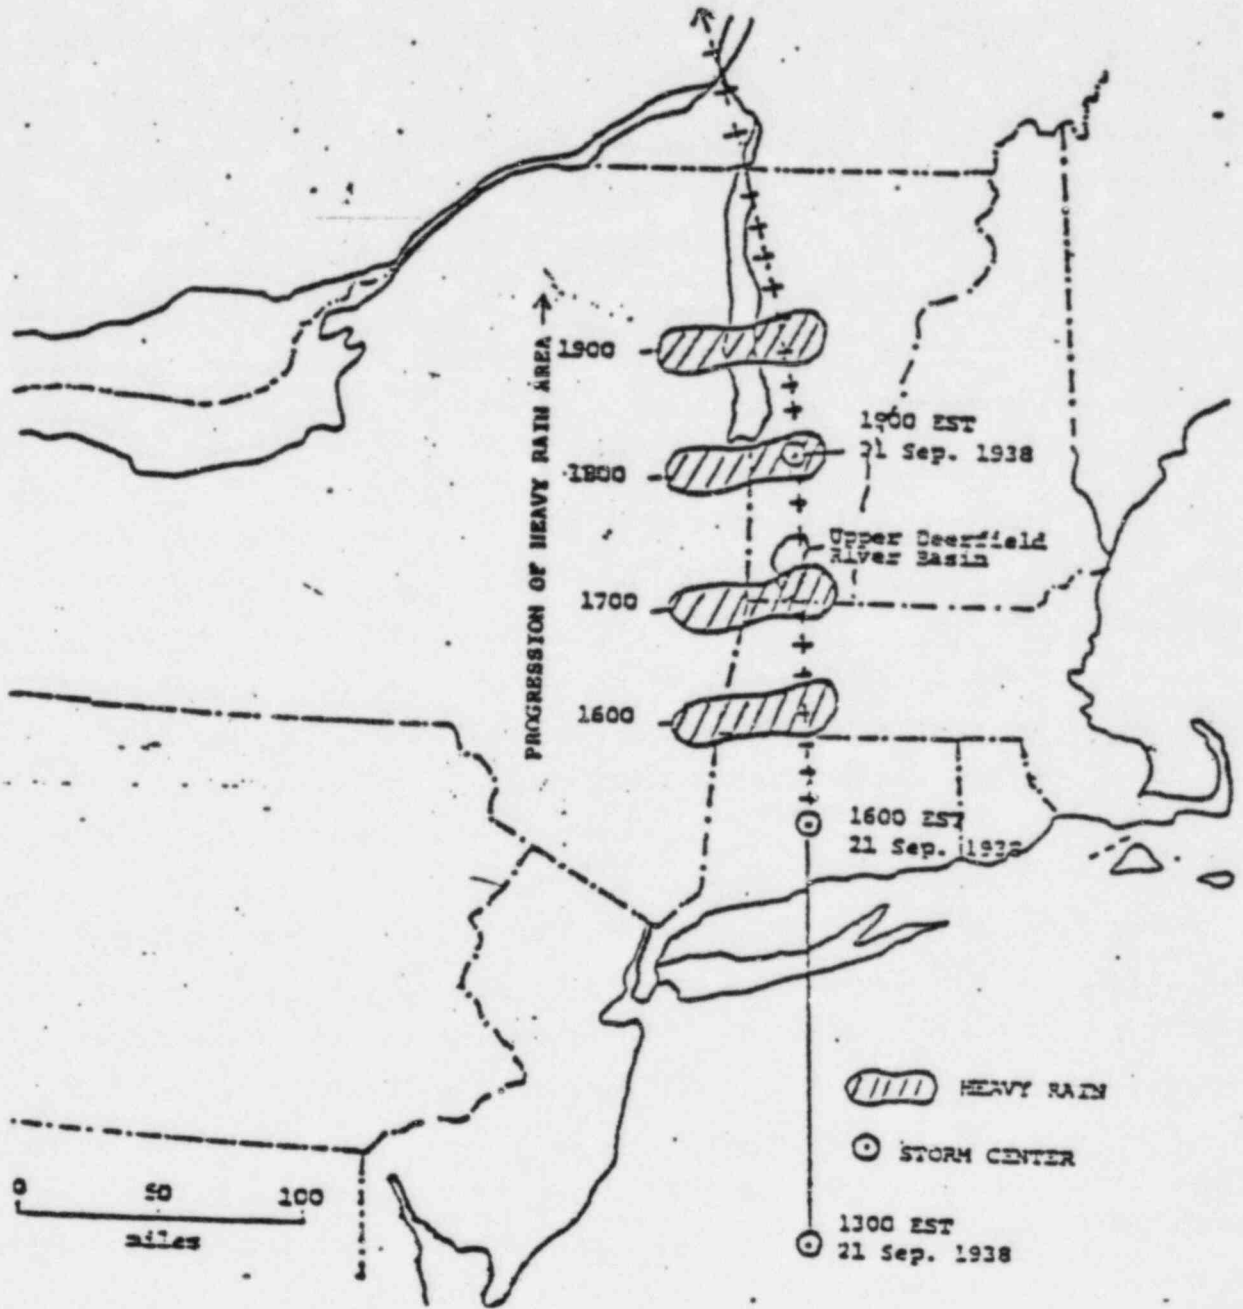 1900
PROGRESSION OF HEAVY RAIN AREA →
1900 EST
21 Sep. 1938
1800
Upper Deerfield
River Basin
1700
1600
1600 EST
21 Sep. 1938
HEAVY RAIN
STORM CENTER
0 50 100
miles
1300 EST
21 Sep. 1938